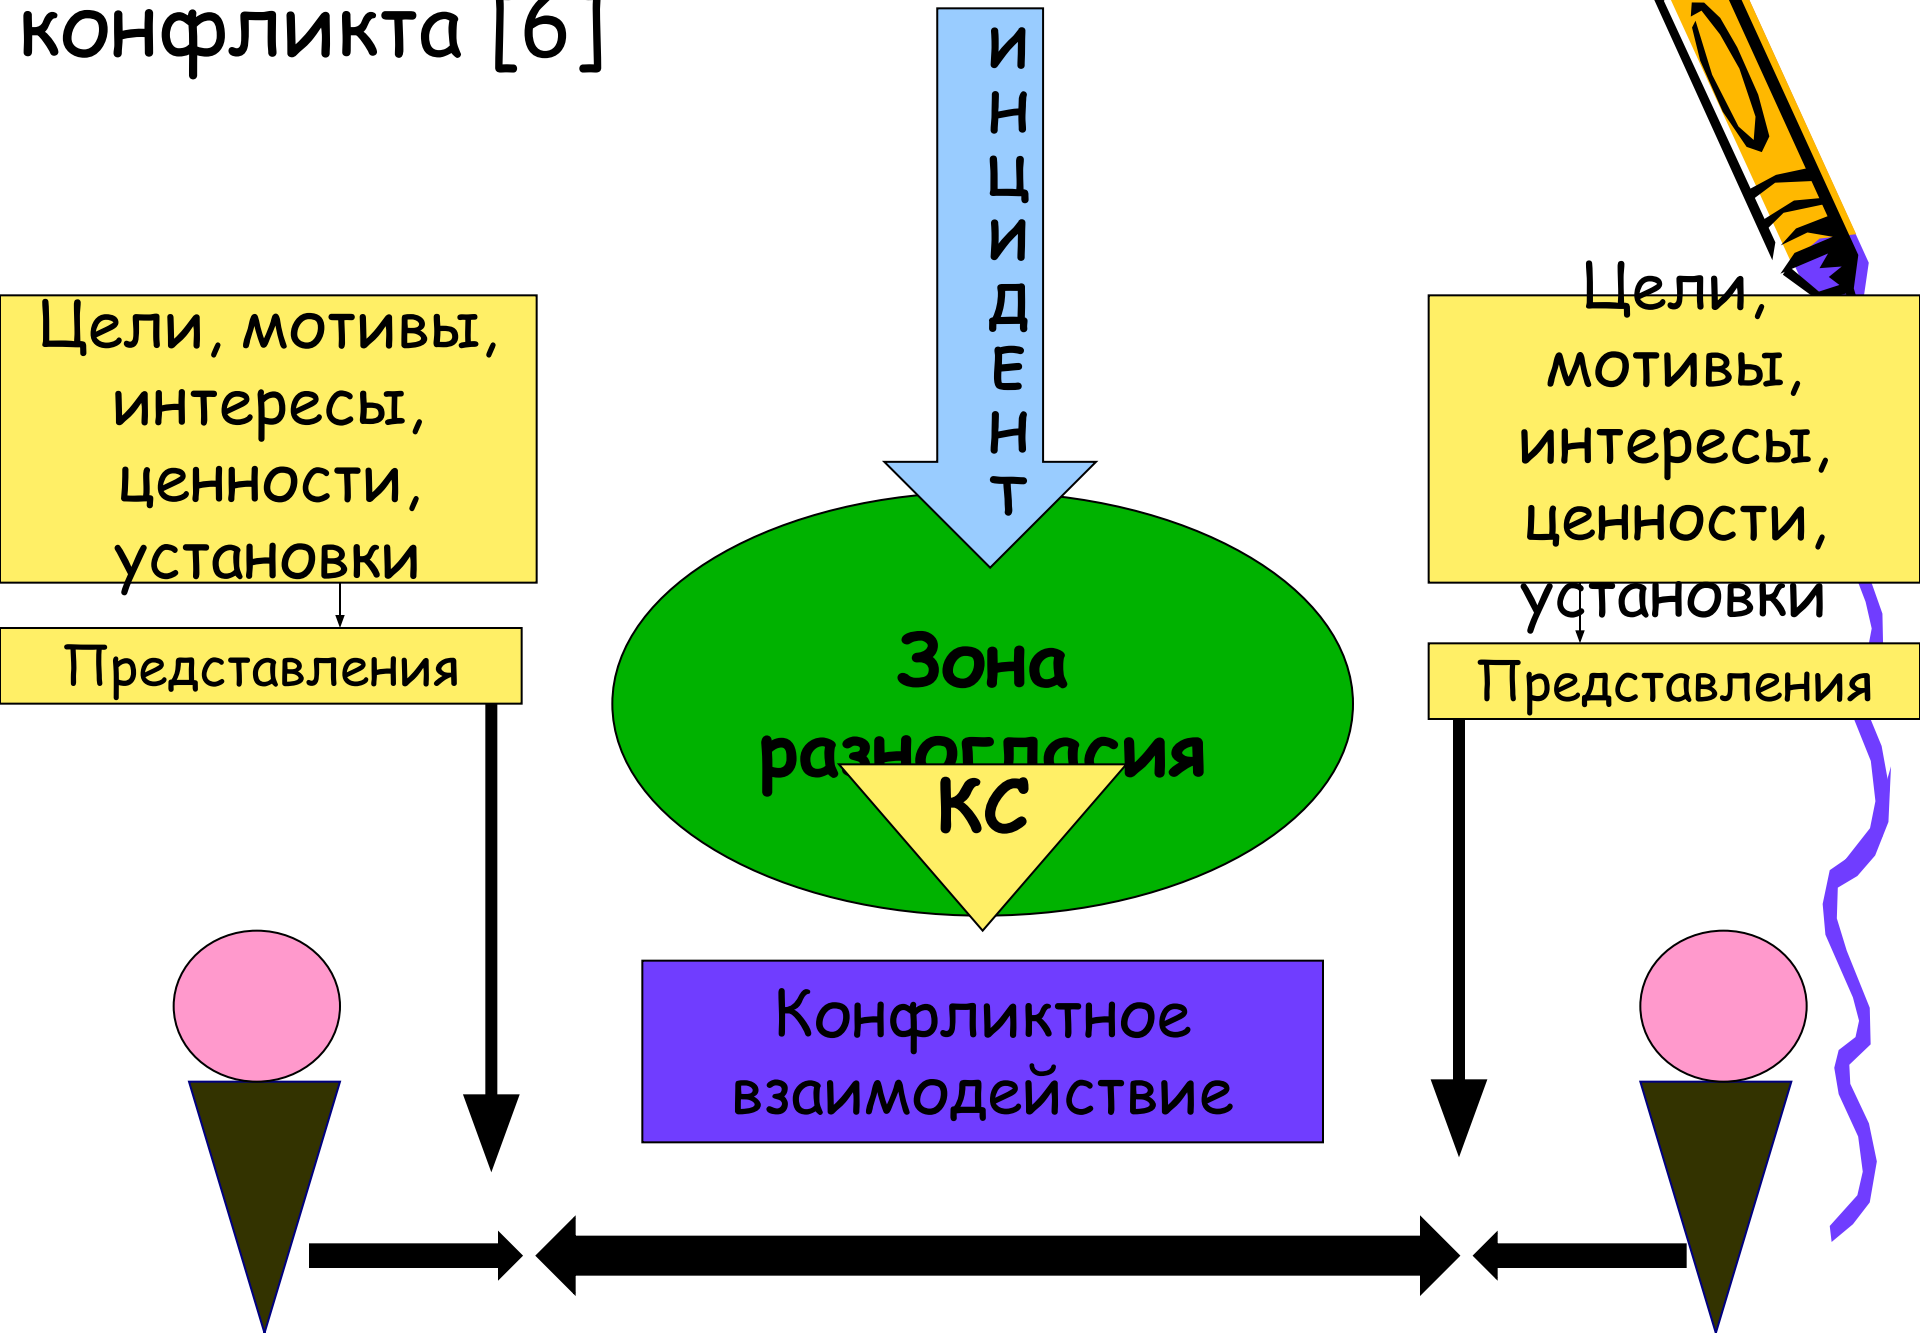 конфликта [6]
ИНЦИДЕНТ
Цели, мотивы,
интересы,
ценности,
установки
Представления
Зона
разногласия
КС
Конфликтное
взаимодействие
Цели,
мотивы,
интересы,
ценности,
установки
Представления